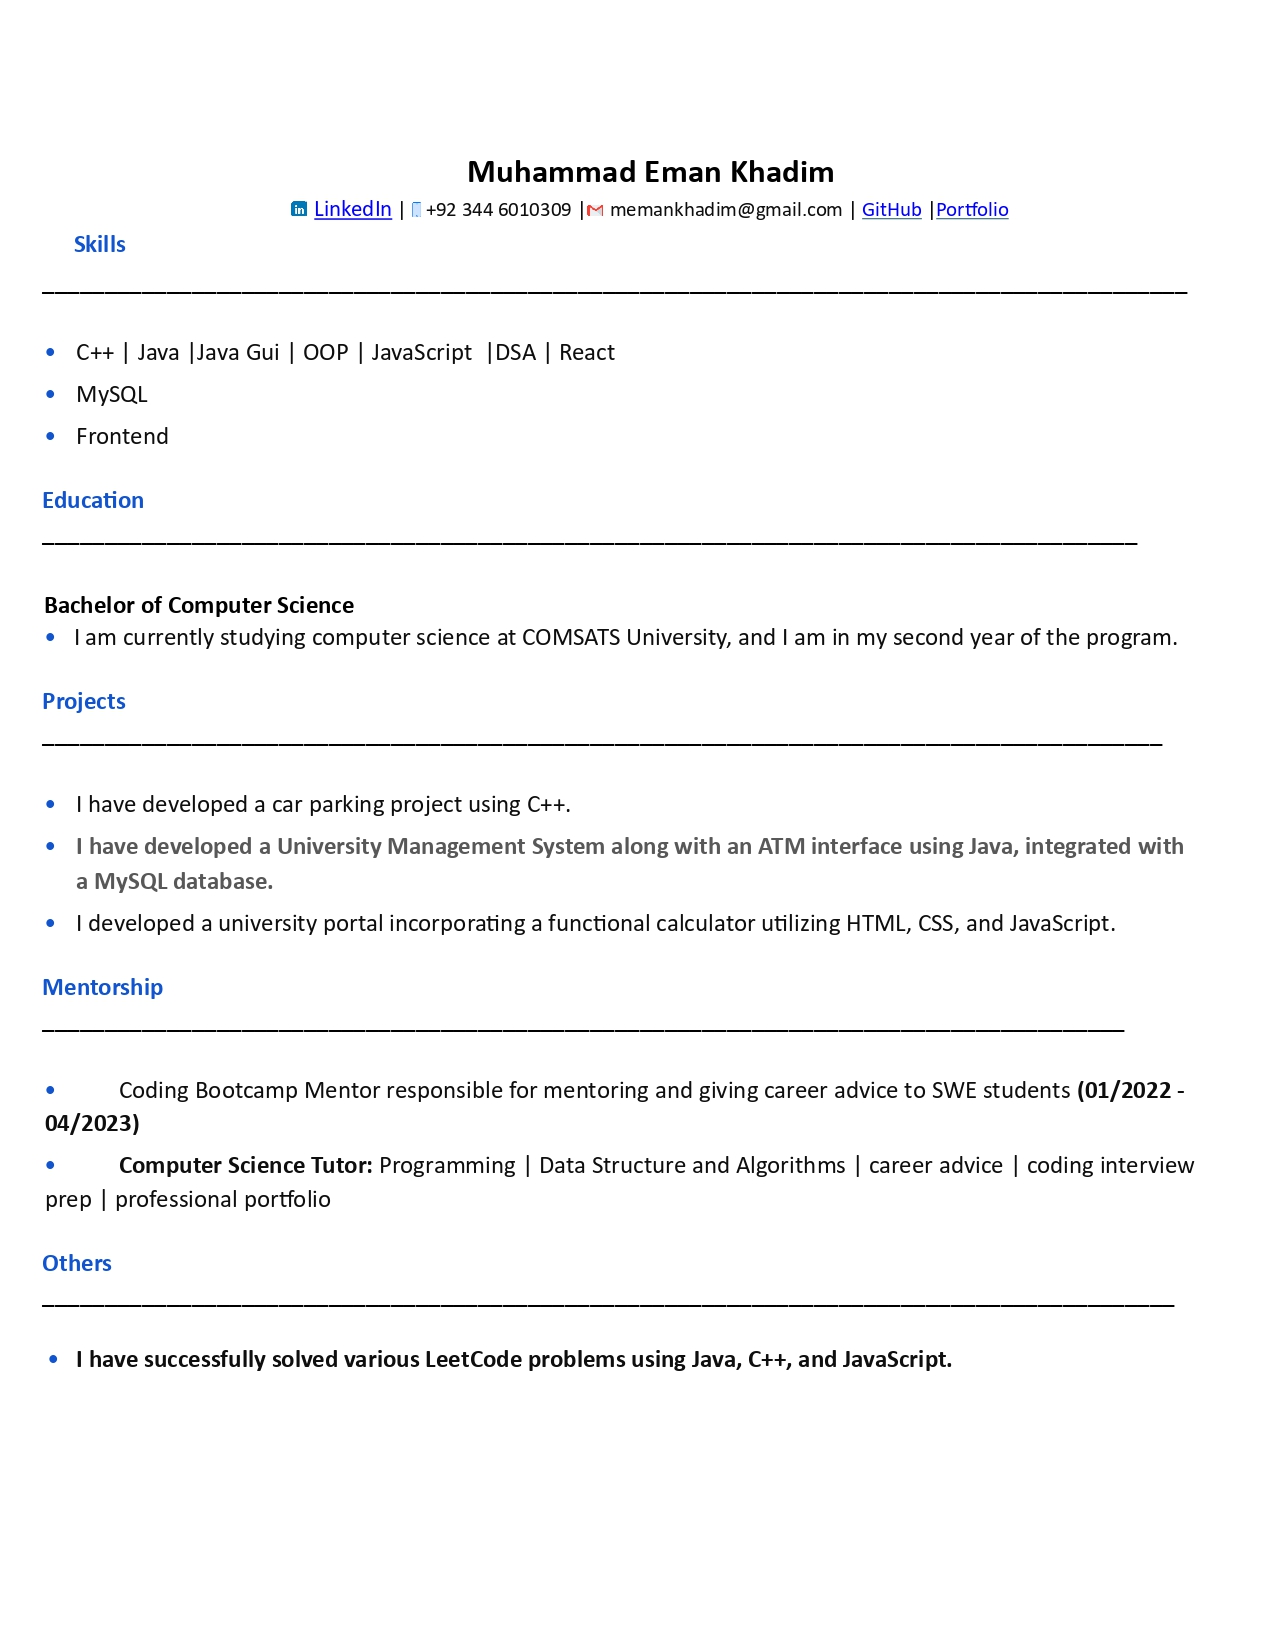 Muhammad Eman Khadim
LinkedIn | +92 344 6010309 | memankhadim@gmail.com | GitHub |Portfolio
Skills
• C++ | Java |Java Gui | OOP | JavaScript |DSA | React
• MySQL
• Frontend
Education
Bachelor of Computer Science
• I am currently studying computer science at COMSATS University, and I am in my second year of the program.
Projects
• I have developed a car parking project using C++.
• I have developed a University Management System along with an ATM interface using Java, integrated with
a MySQL database.
• I developed a university portal incorporating a functional calculator utilizing HTML, CSS, and JavaScript.
Mentorship
• Coding Bootcamp Mentor responsible for mentoring and giving career advice to SWE students (01/2022 -
04/2023)
• Computer Science Tutor: Programming | Data Structure and Algorithms | career advice | coding interview
prep | professional portfolio
Others
• I have successfully solved various LeetCode problems using Java, C++, and JavaScript.